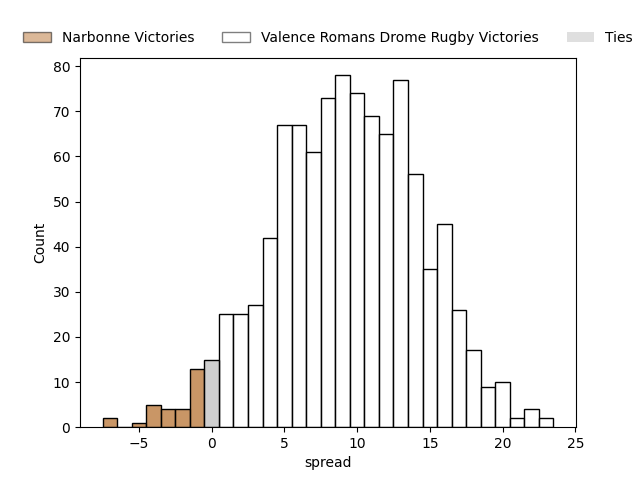 Narbonne Victories Valence Romans Drome Rugby Victories Ties
80
70
60
50
40
30
20
10
0
Count
−5 0 5 10 15 20 25
spread